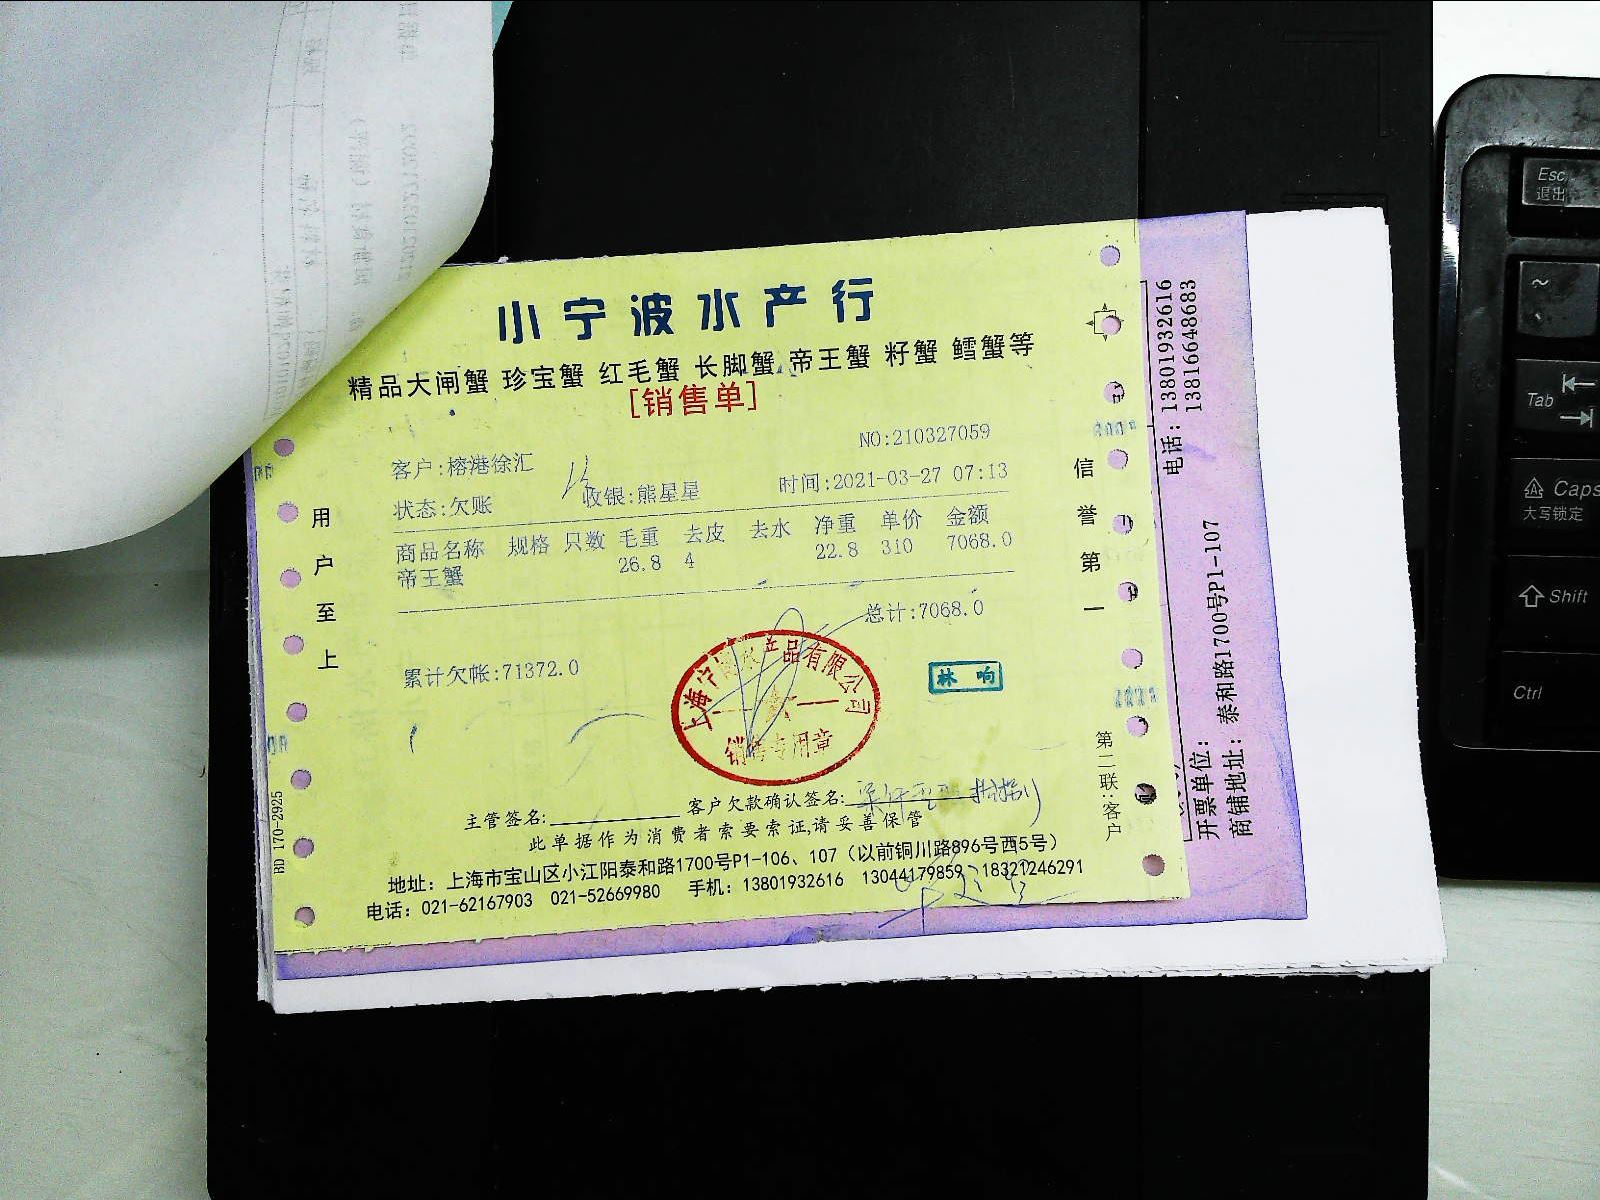 小宁波水产行
精品大闸蟹 珍宝蟹 红毛蟹 长脚蟹 帝王蟹 籽蟹 鳕蟹等
[销售单]
NO:210327059
客户:榕港徐汇
状态:欠账 收银:熊星星 时间:2021-03-27 07:13
商品名称 规格 只数 毛重 去皮 去水 净重 单价 金额
帝王蟹 26.8 4 22.8 310 7068.0
总计:7068.0
累计欠帐:71372.0
上海宁波水产品有限公司
销售专用章
林响
主管签名: 客户欠款确认签名:
此单据作为消费者索要索证,请妥善保管
地址：上海市宝山区小江阳泰和路1700号P1-106、107（以前铜川路896号西5号）
电话：021-62167903 021-52669980 手机：13801932616 13044179859 18321246291
用户至上
信誉第一
第二联:客户
RD 170-2925
电话：13801932616
13816648683
开票单位：
商铺地址：泰和路1700号P1-107
Esc
退出
~
Tab
Caps
大写锁定
Shift
Ctrl